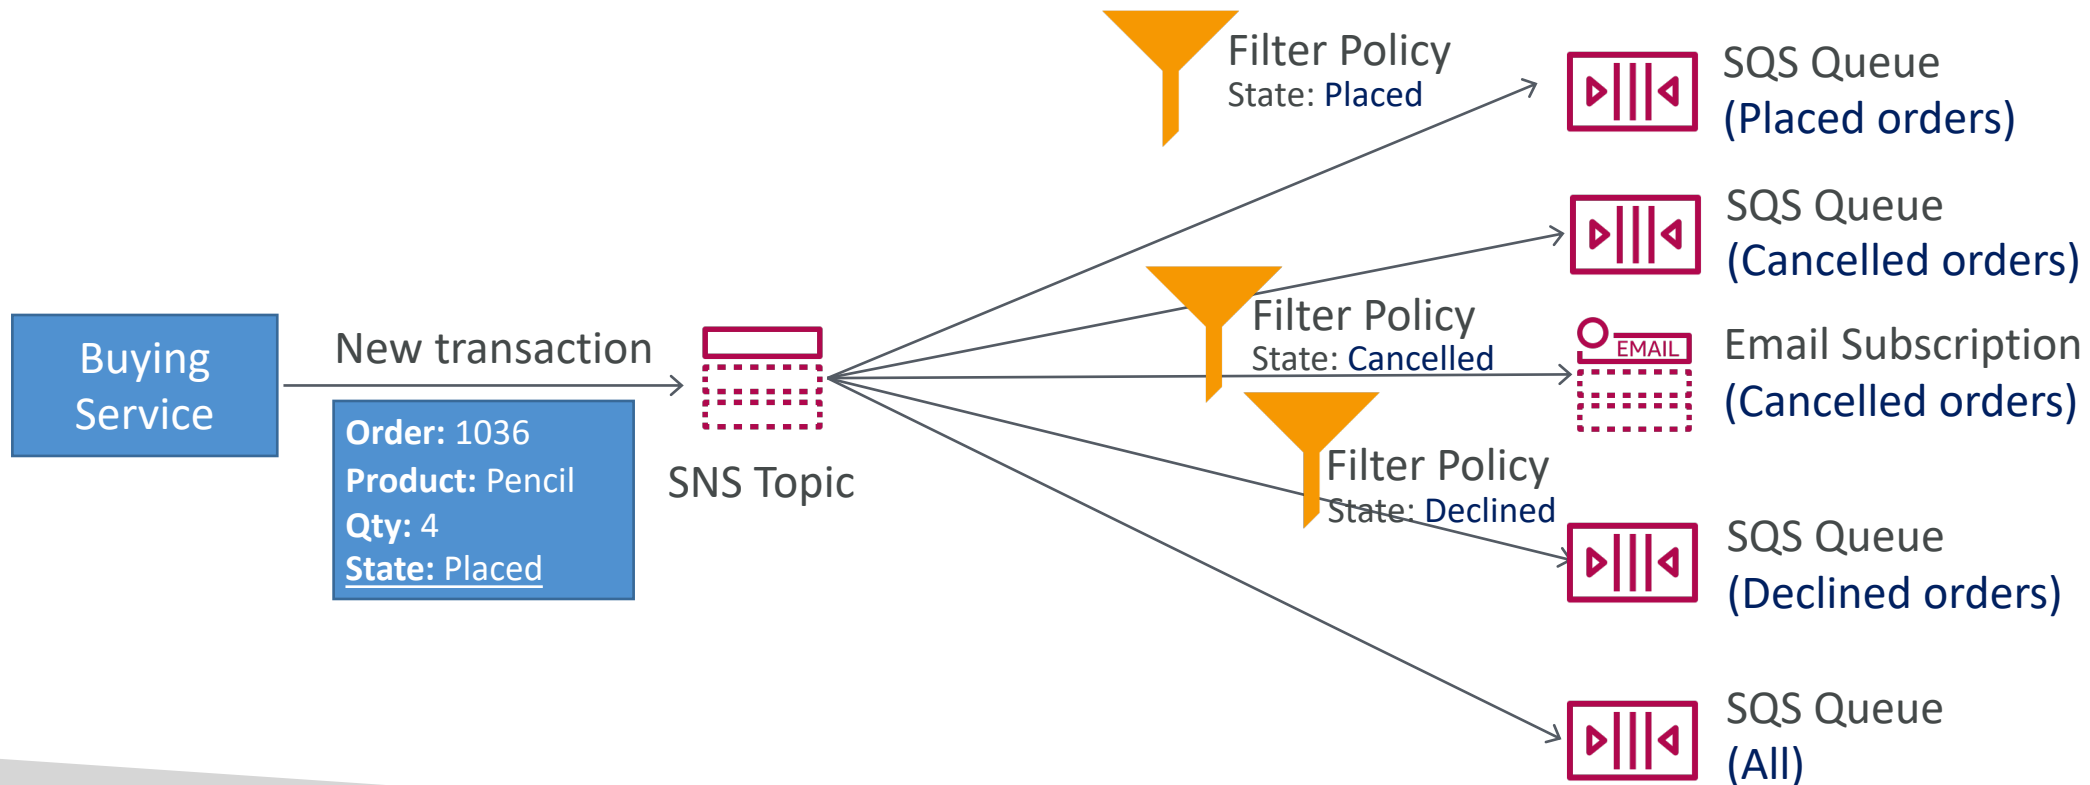 Buying
Service
New transaction
Order: 1036
Product: Pencil
Qty: 4
State: Placed
SNS Topic
Filter Policy
State: Placed
Filter Policy
State: Cancelled
Filter Policy
State: Declined
SQS Queue
(Placed orders)
SQS Queue
(Cancelled orders)
EMAIL
Email Subscription
(Cancelled orders)
SQS Queue
(Declined orders)
SQS Queue
(All)